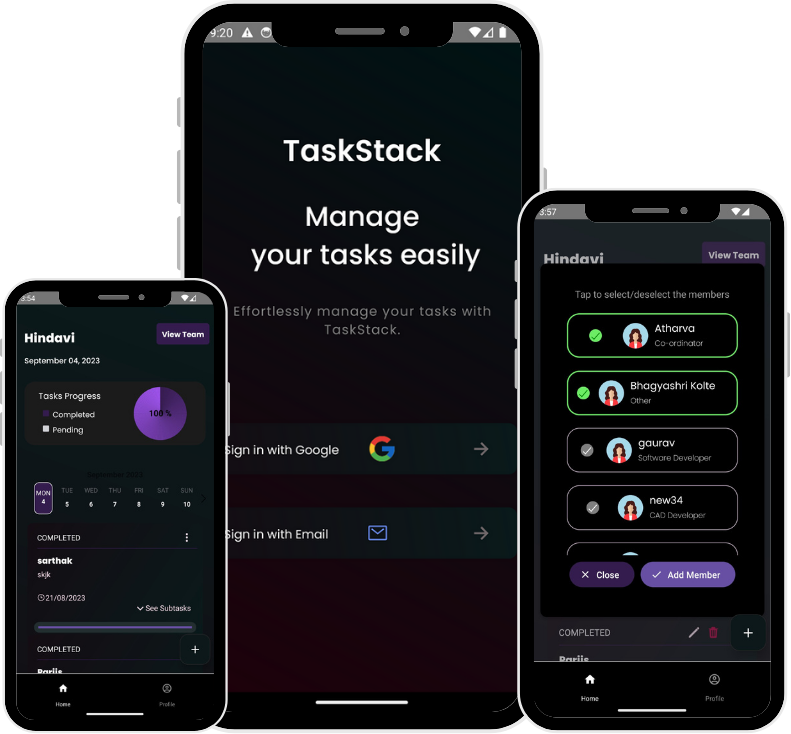 9:20
TaskStack
Manage
your tasks easily
Effortlessly manage your tasks with
TaskStack.
Sign in with Google
Sign in with Email
3:54
Hindavi
View Team
September 04, 2023
Tasks Progress
Completed
Pending
100 %
September 2023
MON TUE WED THU FRI SAT SUN
4 5 6 7 8 9 10
COMPLETED
sarthak
skjk
21/08/2023
See Subtasks
COMPLETED
Pariis
+
Home
Profile
3:57
Hindavi
View Team
Tap to select/deselect the members
Atharva
Co-ordinator
Bhagyashri Kolte
Other
gaurav
Software Developer
new34
CAD Developer
Close
Add Member
COMPLETED
+
Pariis
Home
Profile